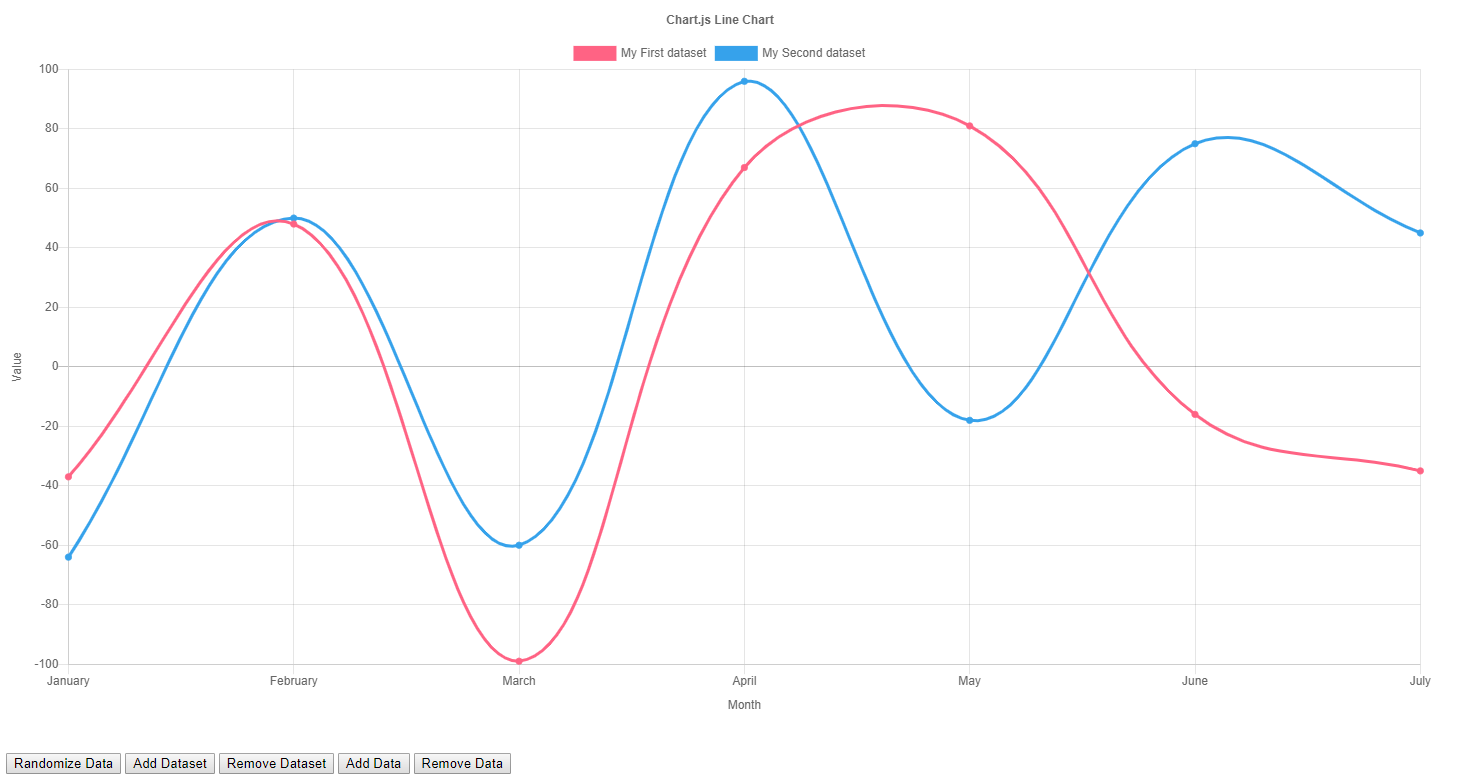 Chart.js Line Chart
My First dataset My Second dataset
100
80
60
40
20
0
-20
-40
-60
-80
-100
Value
January February March April May June July
Month
Randomize Data Add Dataset Remove Dataset Add Data Remove Data